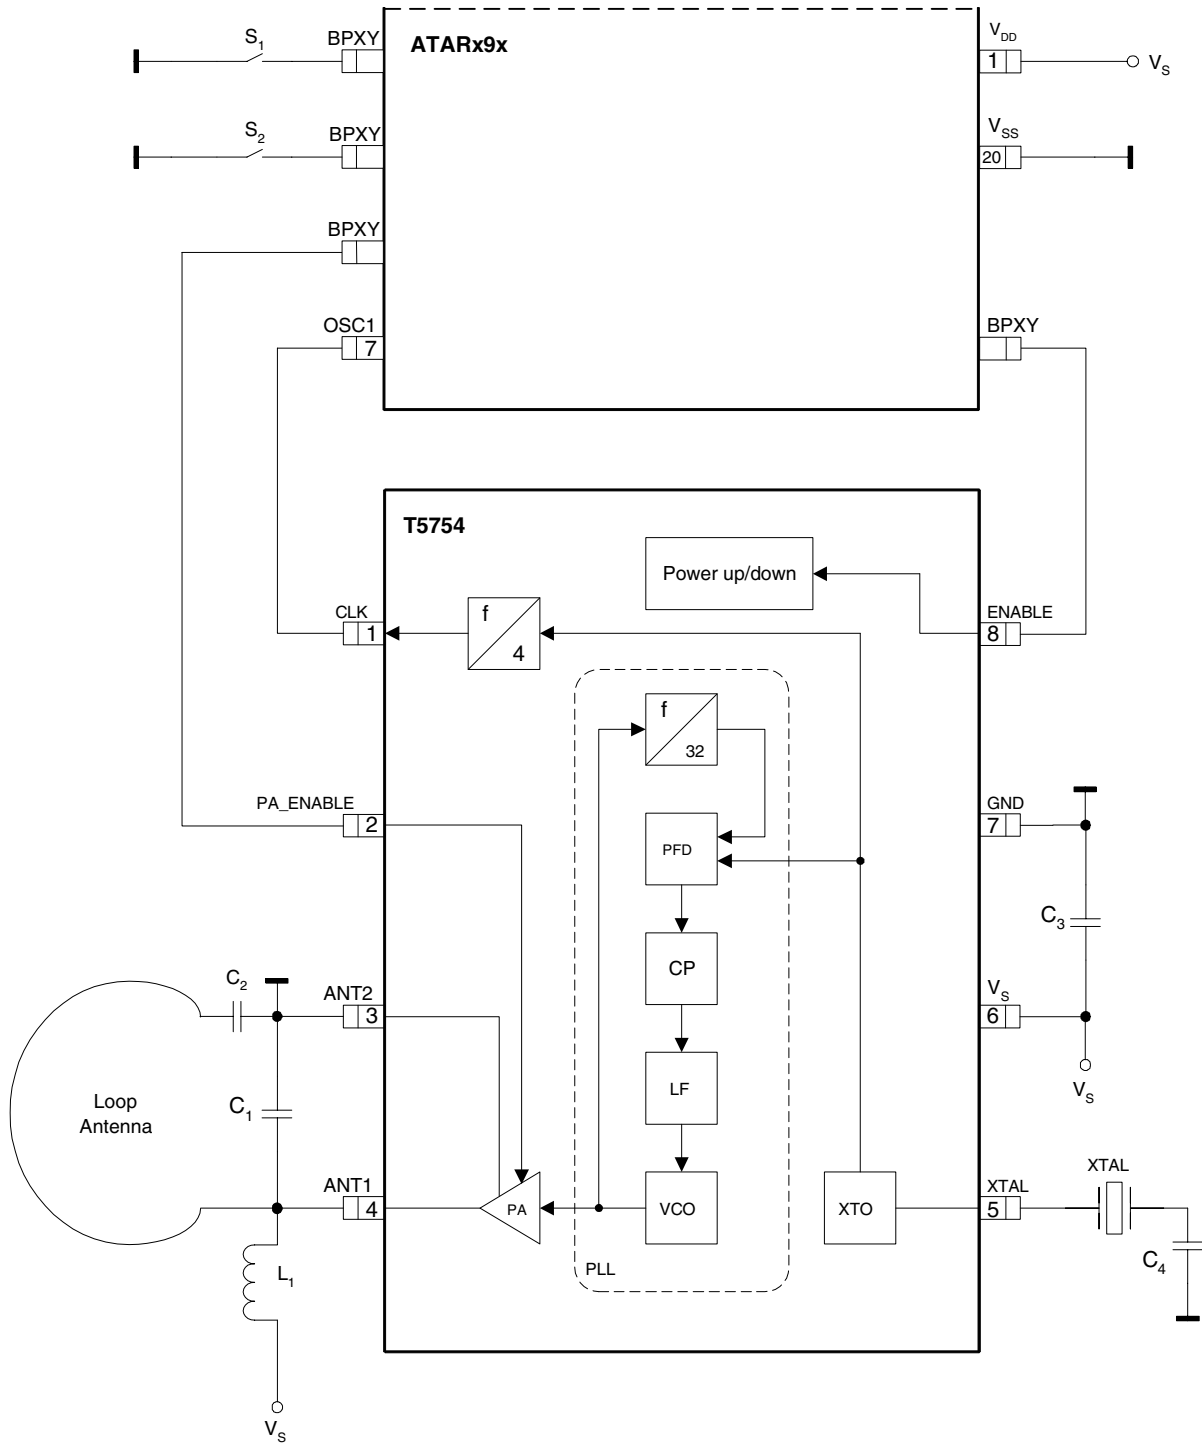 ATARx9x
S1
BPXY
VDD
1
VS
S2
BPXY
VSS
20
BPXY
OSC1
7
BPXY
T5754
Power up/down
CLK
1
f
4
ENABLE
8
f
32
PA_ENABLE
2
GND
7
PFD
C3
CP
C2
ANT2
3
VS
6
LF
VS
Loop
Antenna
C1
XTAL
ANT1
4
PA
VCO
XTO
XTAL
5
C4
PLL
L1
VS